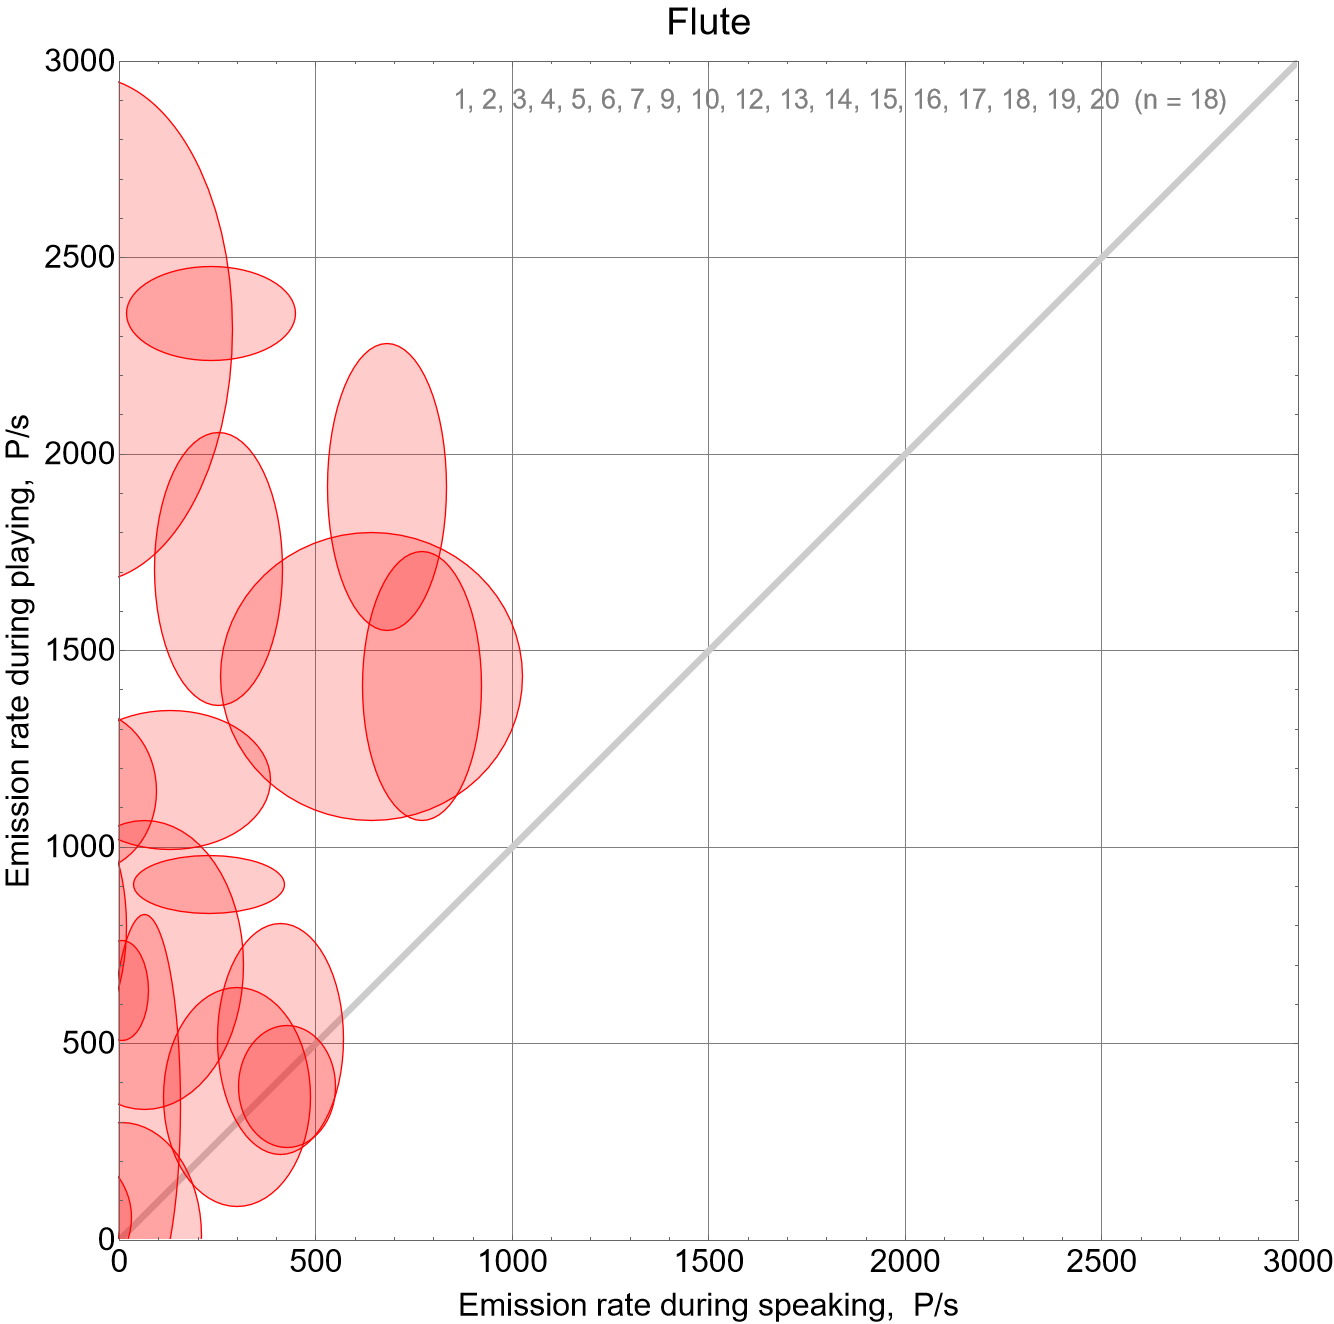 Flute
1, 2, 3, 4, 5, 6, 7, 9, 10, 12, 13, 14, 15, 16, 17, 18, 19, 20 (n = 18)
3000
2500
2000
1500
1000
500
0
Emission rate during playing, P/s
0 500 1000 1500 2000 2500 3000
Emission rate during speaking, P/s